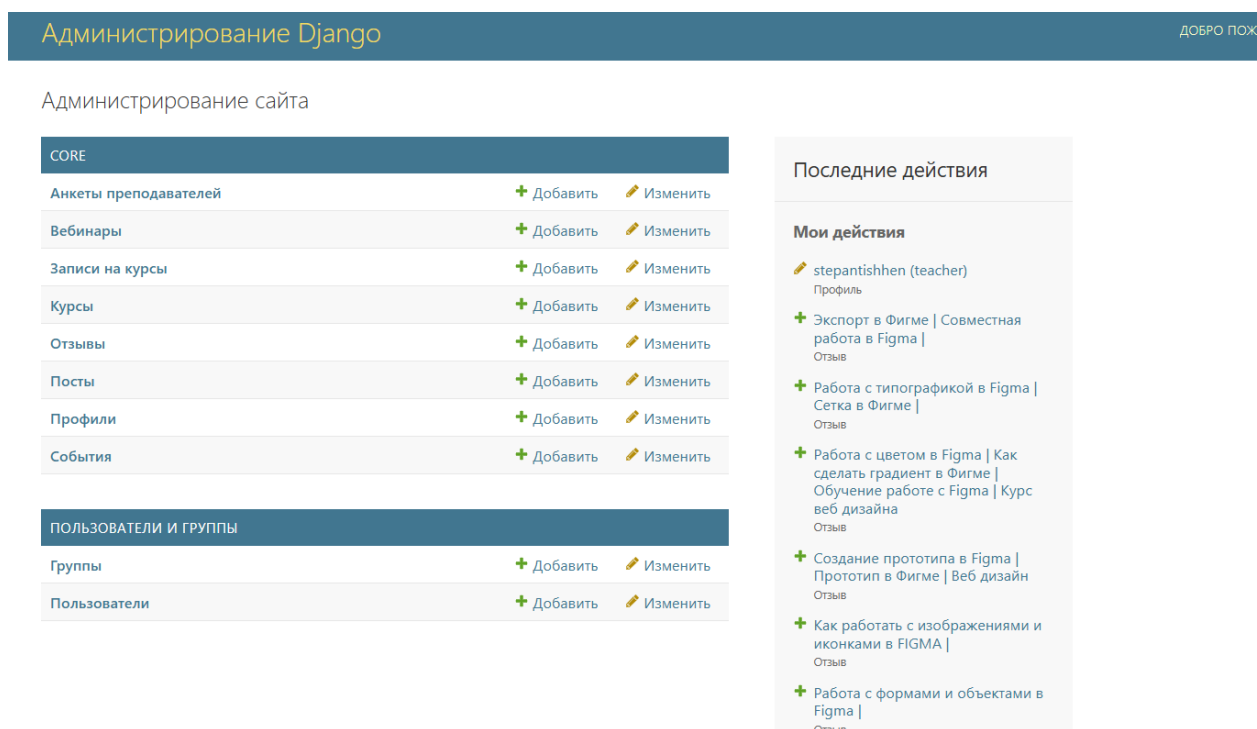 Администрирование Django
ДОБРО ПОЖ
Администрирование сайта
CORE
Анкеты преподавателей Добавить Изменить
Вебинары Добавить Изменить
Записи на курсы Добавить Изменить
Курсы Добавить Изменить
Отзывы Добавить Изменить
Посты Добавить Изменить
Профили Добавить Изменить
События Добавить Изменить
ПОЛЬЗОВАТЕЛИ И ГРУППЫ
Группы Добавить Изменить
Пользователи Добавить Изменить
Последние действия
Мои действия
stepantishhen (teacher)
Профиль
Экспорт в Фигме | Совместная
работа в Figma |
Отзыв
Работа с типографикой в Figma |
Сетка в Фигме |
Отзыв
Работа с цветом в Figma | Как
сделать градиент в Фигме |
Обучение работе с Figma | Курс
веб дизайна
Отзыв
Создание прототипа в Figma |
Прототип в Фигме | Веб дизайн
Отзыв
Как работать с изображениями и
иконками в FIGMA |
Отзыв
Работа с формами и объектами в
Figma |
Отзыв